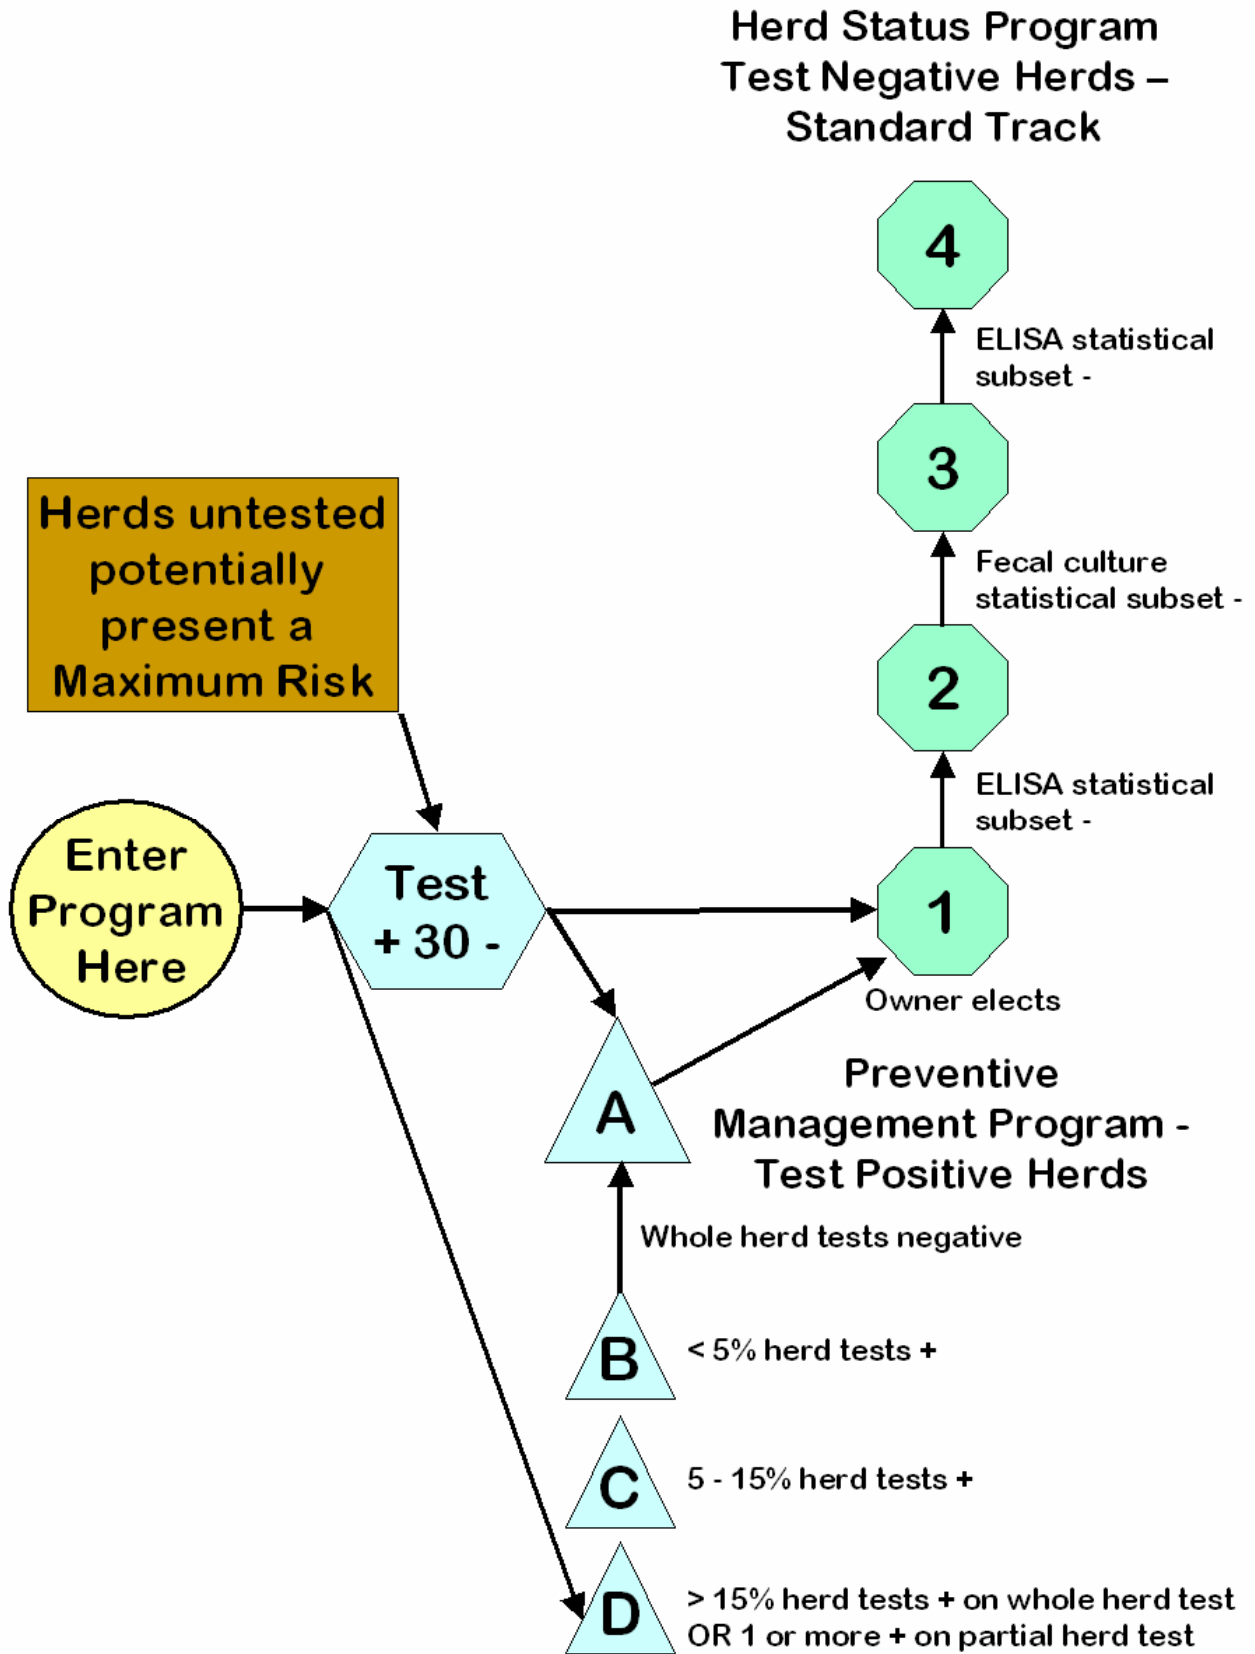 Herd Status Program
Test Negative Herds –
Standard Track
4
ELISA statistical
subset -
3
Fecal culture
statistical subset -
2
ELISA statistical
subset -
1
Herds untested
potentially
present a
Maximum Risk
Enter
Program
Here
Test
+ 30 -
Owner elects
A
Preventive
Management Program -
Test Positive Herds
Whole herd tests negative
B
< 5% herd tests +
C
5 - 15% herd tests +
D
> 15% herd tests + on whole herd test
OR 1 or more + on partial herd test